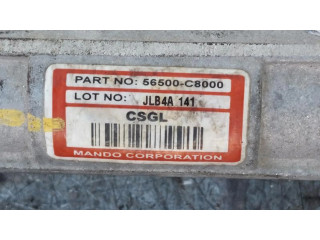 PART NO: 56500-C8000
LOT NO: JLB4A 141
CSGL
MANDO CORPORATION